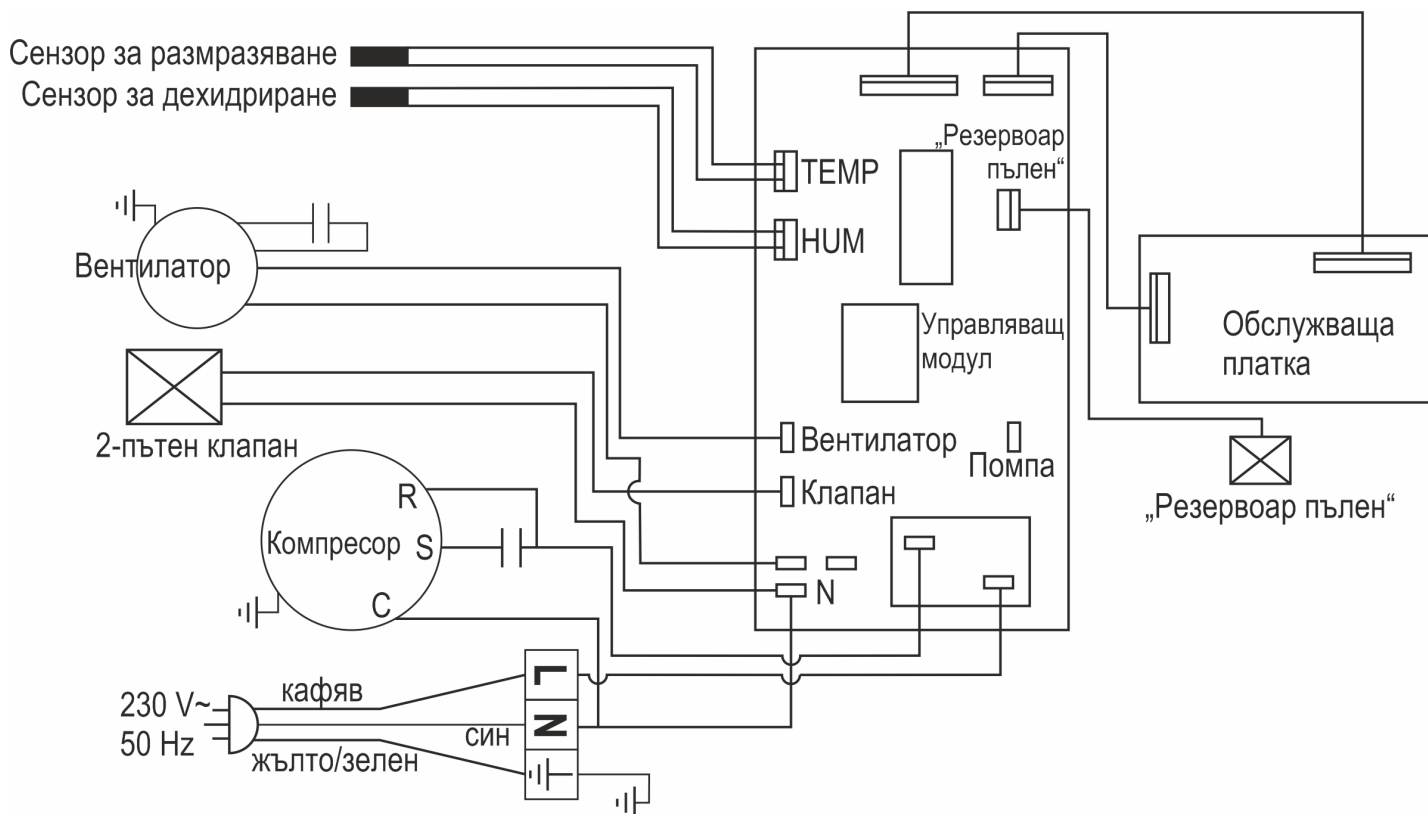 Сензор за размразяване
Сензор за дехидриране
„Резервоар
пълен“
TEMP
HUM
Вентилатор
Управляващ
модул
Обслужваща
платка
2-пътен клапан
Вентилатор
Помпа
Клапан
„Резервоар пълен“
R
Компресор
S
C
N
L
230 V~
кафяв
N
син
50 Hz
жълто/зелен